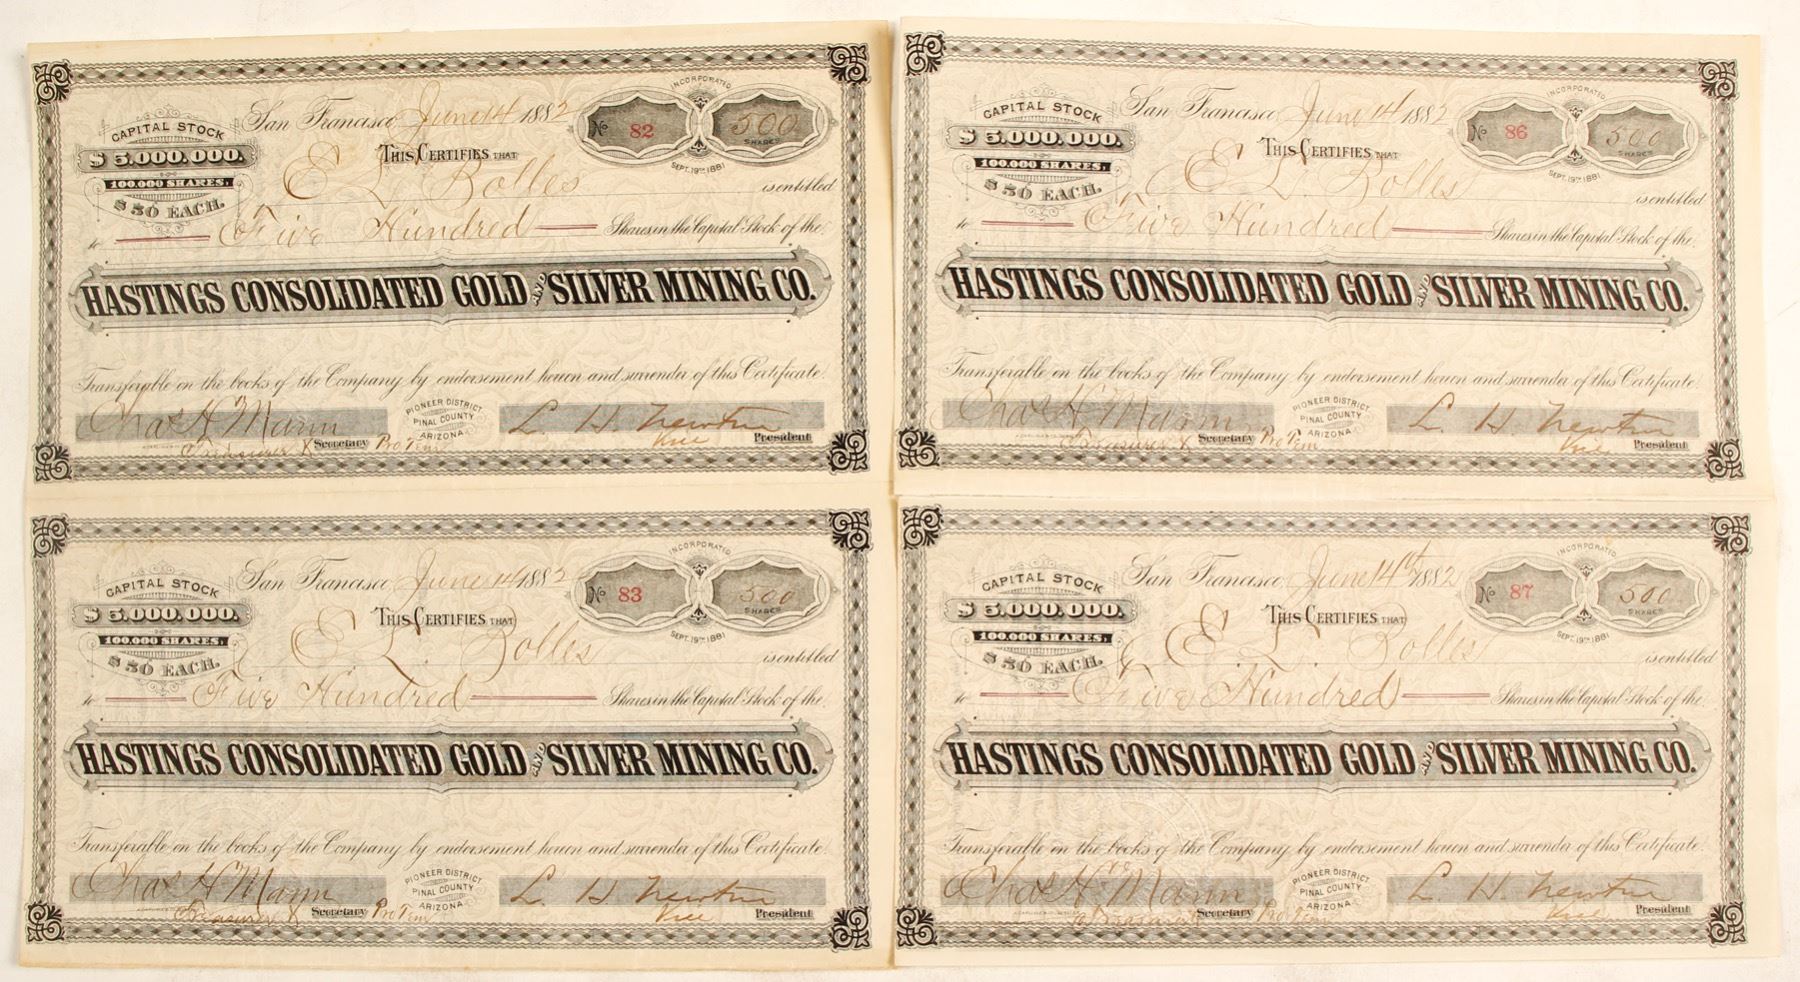 San Francisco June 14 1882
INCORPORATED
No 82
500
SHARES
SEPT. 19TH 1881
CAPITAL STOCK
$5.000.000.
100.000 SHARES,
$50 EACH.
THIS CERTIFIES THAT
E. L. Bolles
is entitled
to Five Hundred Shares in the Capital Stock of the
HASTINGS CONSOLIDATED GOLD AND SILVER MINING CO.
Transferable on the books of the Company by endorsement hereon and surrender of this Certificate.
Chas H Mann
PIONEER DISTRICT
PINAL COUNTY
ARIZONA
L. H. Newton
Treasurer & Secretary Pro Tem
Vice President
San Francisco June 14 1882
INCORPORATED
No 86
500
SHARES
SEPT. 19TH 1881
CAPITAL STOCK
$5.000.000.
100.000 SHARES,
$50 EACH.
THIS CERTIFIES THAT
E. L. Bolles
is entitled
to Five Hundred Shares in the Capital Stock of the
HASTINGS CONSOLIDATED GOLD AND SILVER MINING CO.
Transferable on the books of the Company by endorsement hereon and surrender of this Certificate.
Chas H Mann
PIONEER DISTRICT
PINAL COUNTY
ARIZONA
L. H. Newton
Treasurer & Secretary Pro Tem
Vice President
San Francisco June 14 1882
INCORPORATED
No 83
500
SHARES
SEPT. 19TH 1881
CAPITAL STOCK
$5.000.000.
100.000 SHARES,
$50 EACH.
THIS CERTIFIES THAT
E. L. Bolles
is entitled
to Five Hundred Shares in the Capital Stock of the
HASTINGS CONSOLIDATED GOLD AND SILVER MINING CO.
Transferable on the books of the Company by endorsement hereon and surrender of this Certificate.
Chas H Mann
PIONEER DISTRICT
PINAL COUNTY
ARIZONA
L. H. Newton
Treasurer & Secretary Pro Tem
Vice President
San Francisco June 14th 1882
INCORPORATED
No 87
500
SHARES
SEPT. 19TH 1881
CAPITAL STOCK
$5.000.000.
100.000 SHARES,
$50 EACH.
THIS CERTIFIES THAT
E. L. Bolles
is entitled
to Five Hundred Shares in the Capital Stock of the
HASTINGS CONSOLIDATED GOLD AND SILVER MINING CO.
Transferable on the books of the Company by endorsement hereon and surrender of this Certificate.
Chas H Mann
PIONEER DISTRICT
PINAL COUNTY
ARIZONA
L. H. Newton
Treasurer Secretary Pro Tem
Vice President